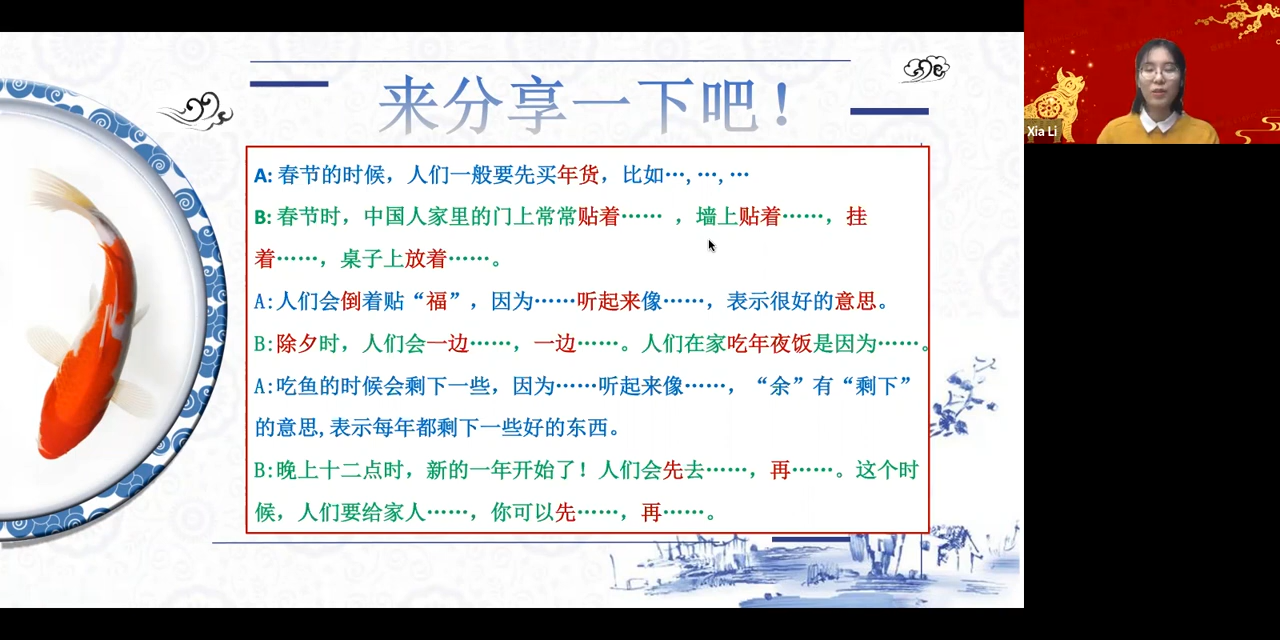 来分享一下吧！
A: 春节的时候，人们一般要先买年货，比如…, …, …
B: 春节时，中国人家里的门上常常贴着……，墙上贴着……，挂
着……，桌子上放着……。
A:人们会倒着贴“福”，因为……听起来像……，表示很好的意思。
B:除夕时，人们会一边……，一边……。人们在家吃年夜饭是因为……。
A:吃鱼的时候会剩下一些，因为……听起来像……，“余”有“剩下”
的意思,表示每年都剩下一些好的东西。
B:晚上十二点时，新的一年开始了！人们会先去……，再……。这个时
候，人们要给家人……，你可以先……，再……。
Xia Li